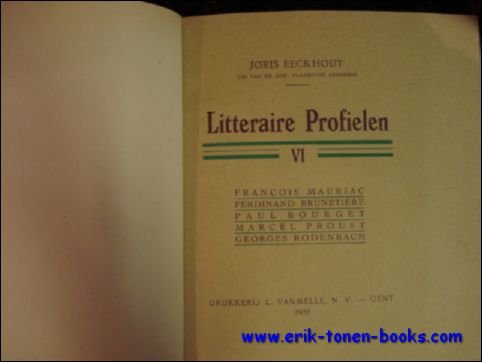 JORIS EECKHOUT
LID VAN DE KON. VLAAMSCHE ACADEMIE
Litteraire Profielen
VI
FRANÇOIS MAURIAC
FERDINAND BRUNETIÈRE
PAUL BOURGET
MARCEL PROUST
GEORGES RODENBACH
DRUKKERIJ L. VANMELLE, N. V. — GENT
www.erik-tonen-books.com